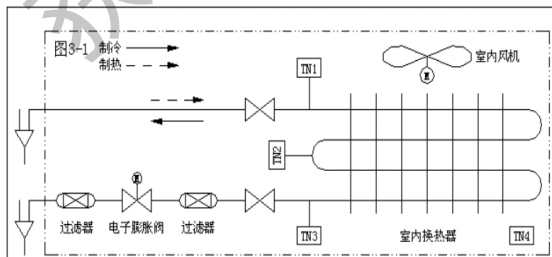 图3-1 制冷
制热
TN1
M
室内风机
TN2
M
过滤器
电子膨胀阀
过滤器
TN3
室内换热器
TN4